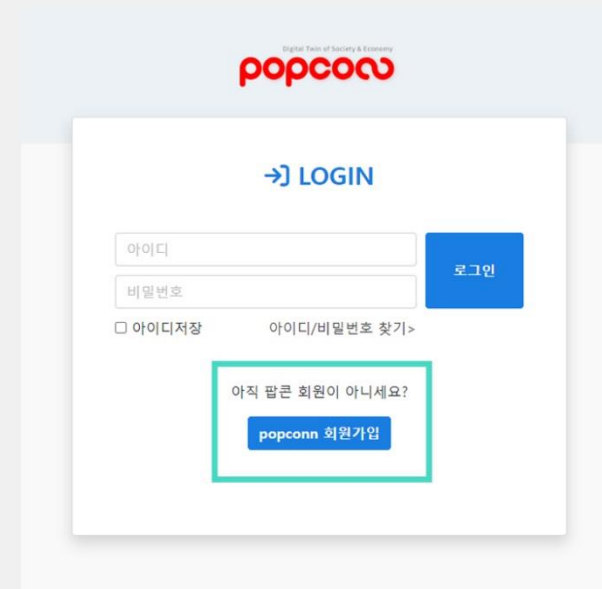 Digital Twin of Society & Economy
popconn
LOGIN
아이디
비밀번호
로그인
아이디저장
아이디/비밀번호 찾기>
아직 팝콘 회원이 아니세요?
popconn 회원가입